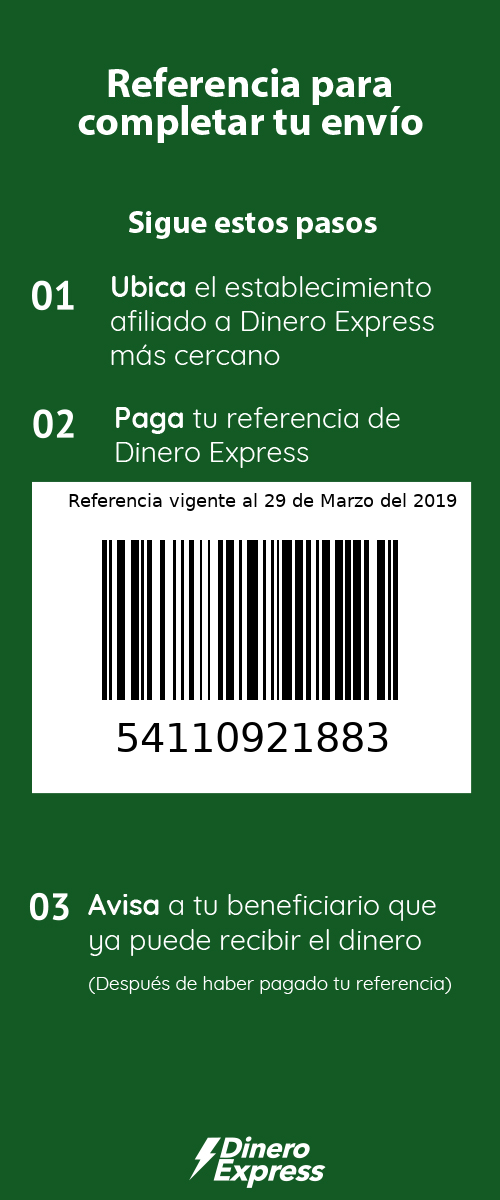 Referencia para
completar tu envío
Sigue estos pasos
01 Ubica el establecimiento
afiliado a Dinero Express
más cercano
02 Paga tu referencia de
Dinero Express
Referencia vigente al 29 de Marzo del 2019
54110921883
03 Avisa a tu beneficiario que
ya puede recibir el dinero
(Después de haber pagado tu referencia)
Dinero
Express